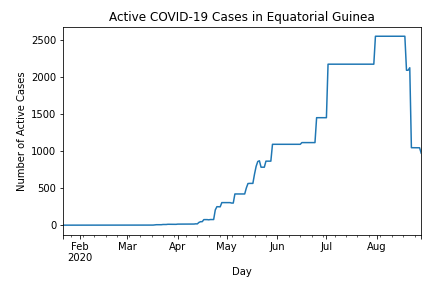 Active COVID-19 Cases in Equatorial Guinea
Number of Active Cases
2500
2000
1500
1000
500
0
Feb Mar Apr May Jun Jul Aug
2020
Day